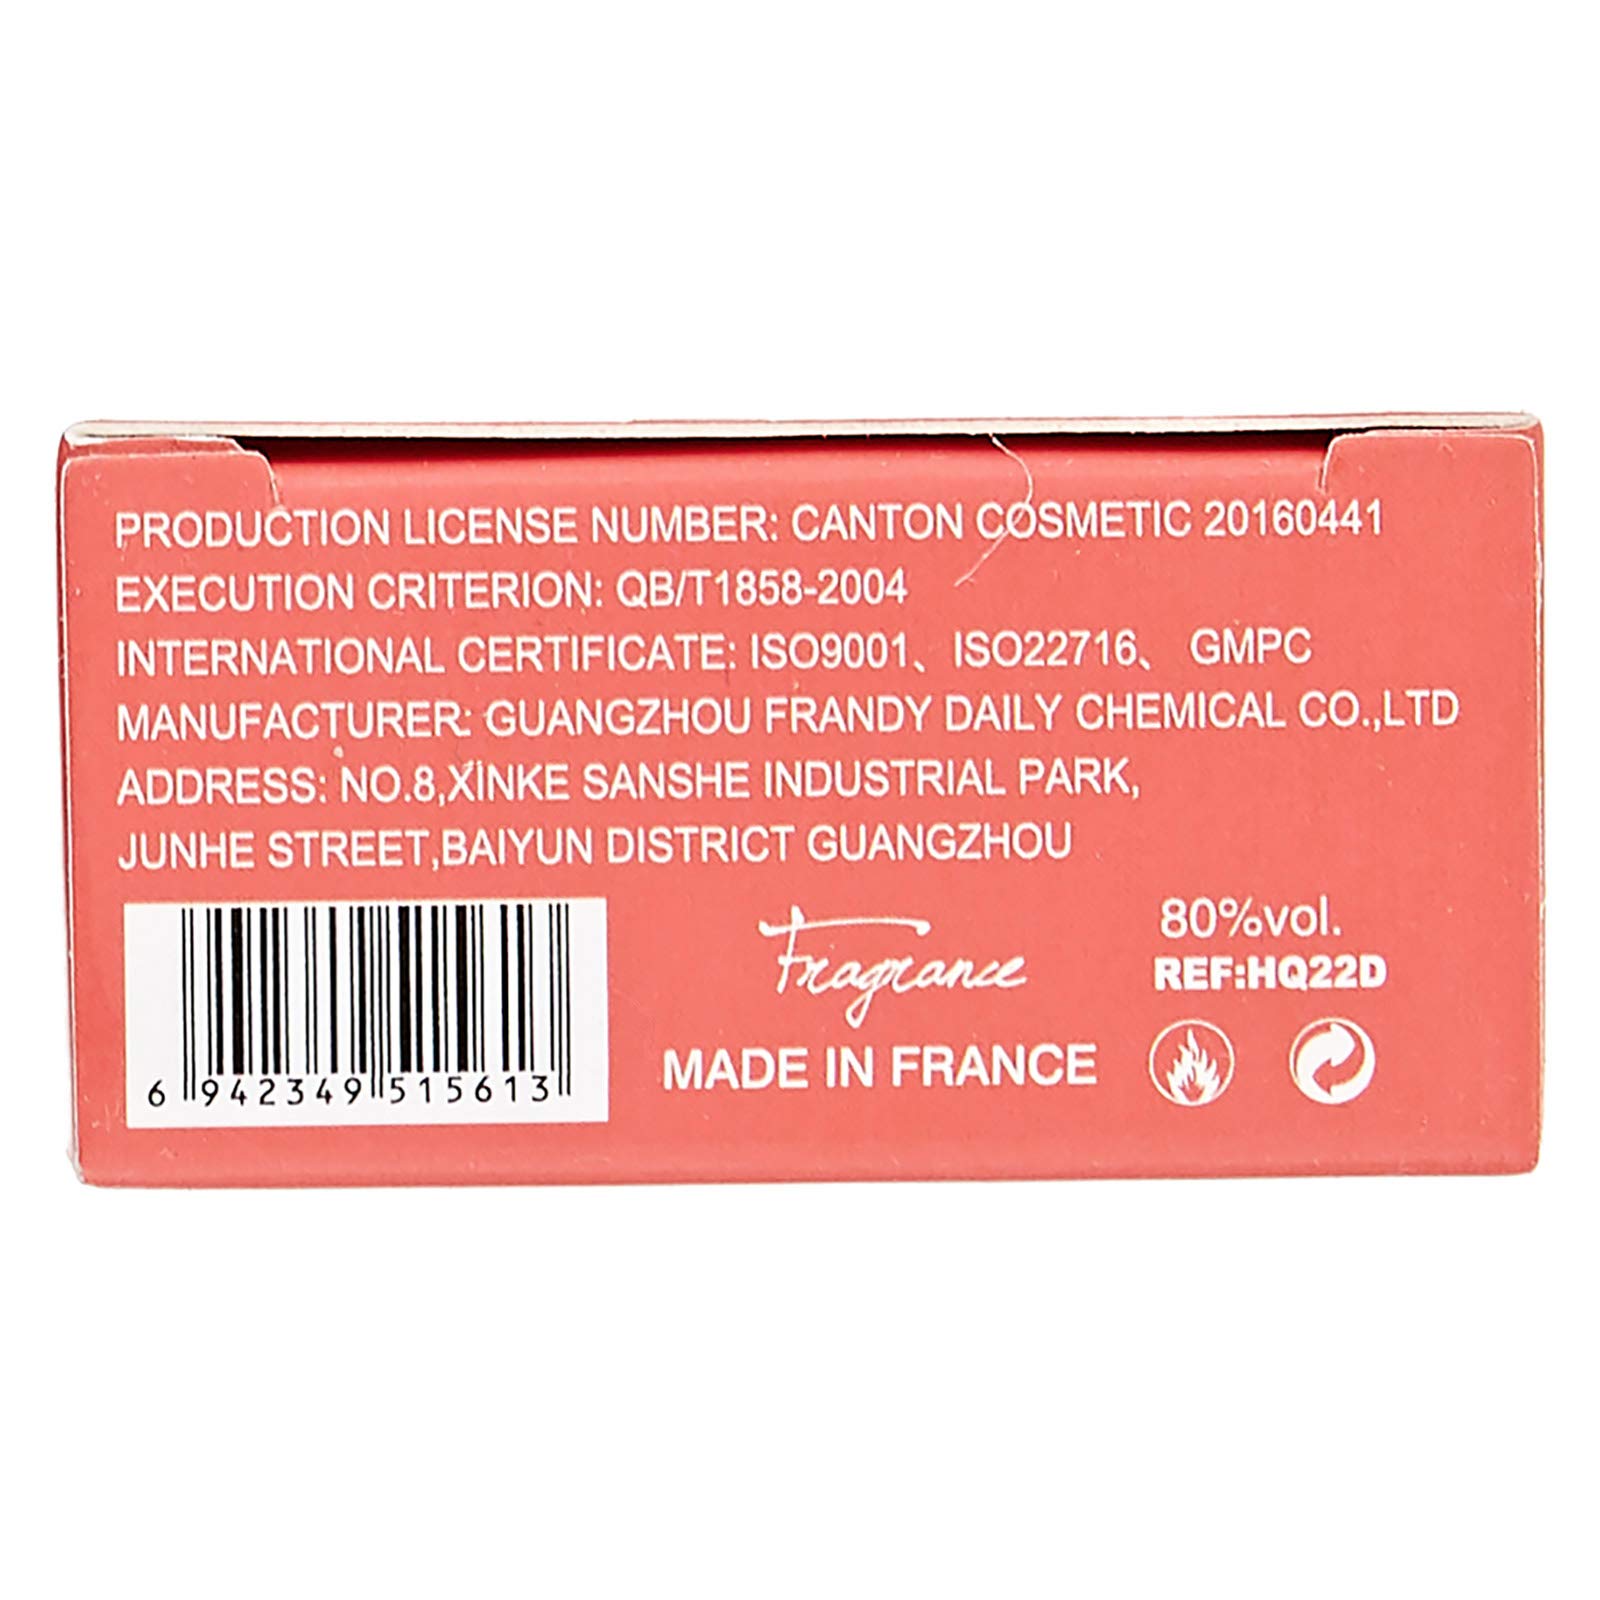 PRODUCTION LICENSE NUMBER: CANTON COSMETIC 20160441
EXECUTION CRITERION: QB/T1858-2004
INTERNATIONAL CERTIFICATE: ISO9001、ISO22716、 GMPC
MANUFACTURER: GUANGZHOU FRANDY DAILY CHEMICAL CO.,LTD
ADDRESS: NO.8,XINKE SANSHE INDUSTRIAL PARK,
JUNHE STREET,BAIYUN DISTRICT GUANGZHOU
6 942349 515613
Fragrance
MADE IN FRANCE
80%vol.
REF:HQ22D